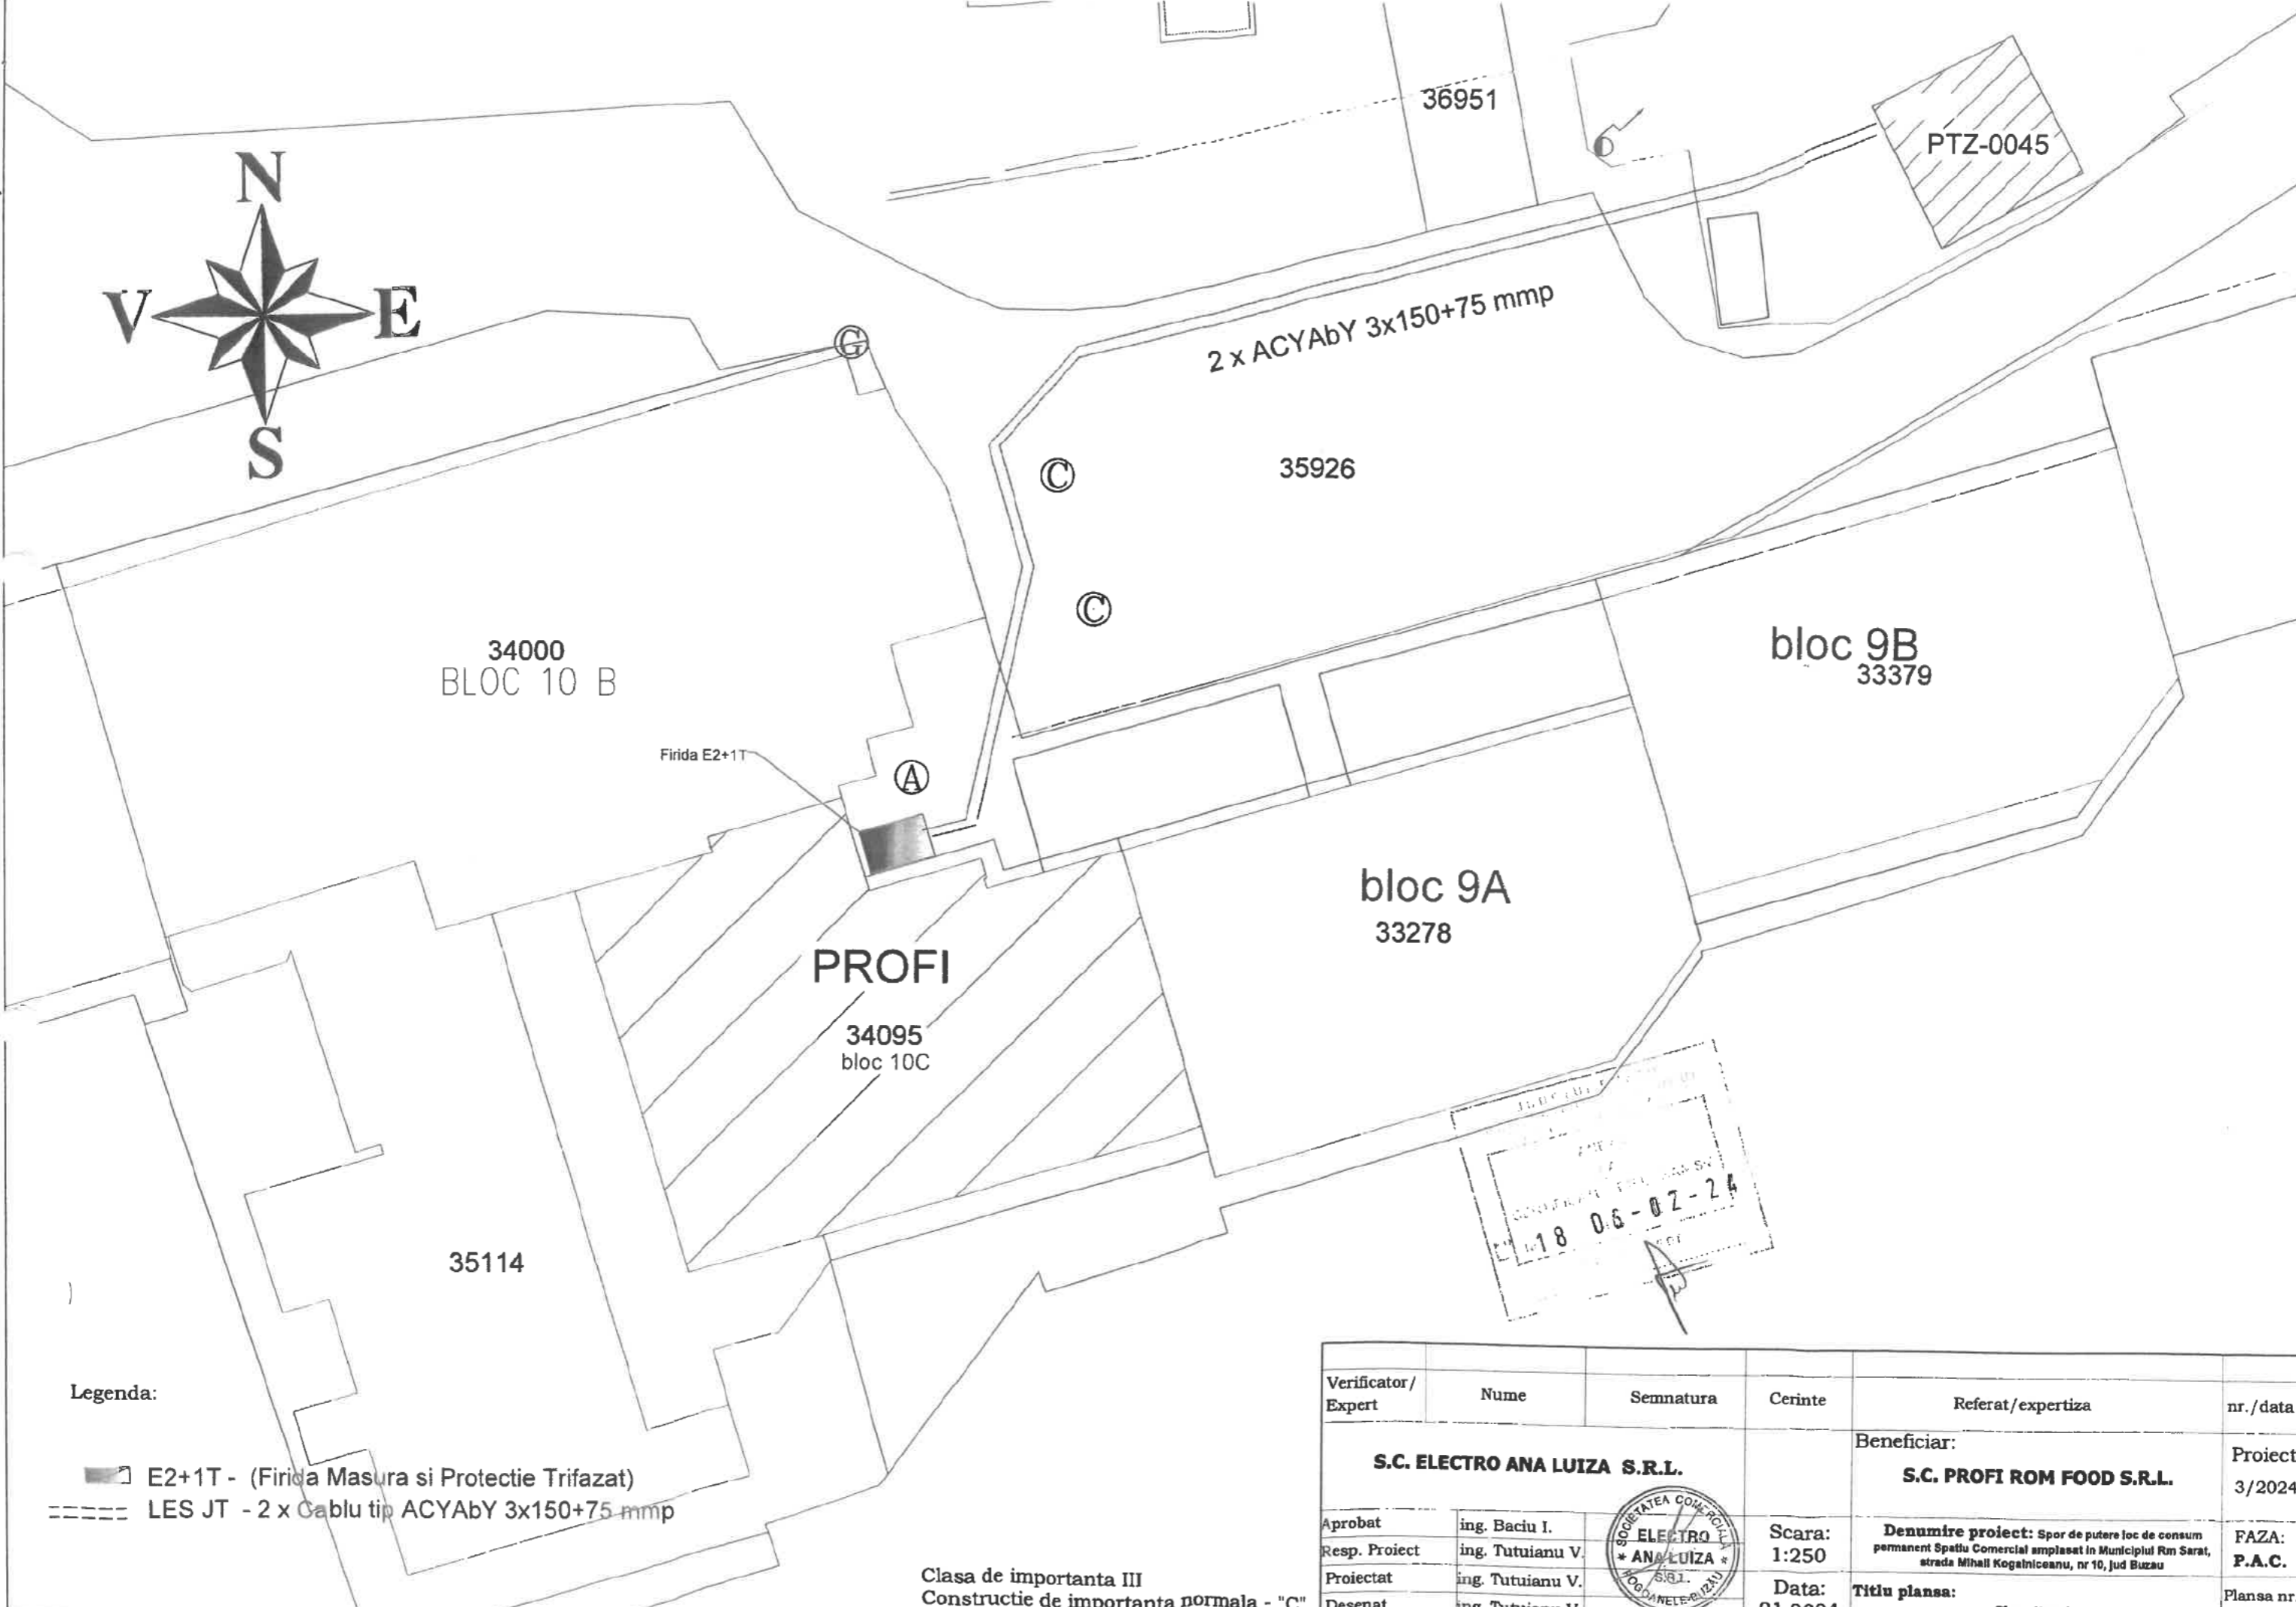 N
V E
S
36951
PTZ-0045
G
2 x ACYAbY 3x150+75 mmp
C
35926
C
34000
BLOC 10 B
bloc 9B
33379
Firida E2+1T
A
bloc 9A
33278
PROFI
34095
bloc 10C
18 06-02-24
35114
Legenda:
E2+1T - (Firida Masura si Protectie Trifazat)
LES JT - 2 x Cablu tip ACYAbY 3x150+75 mmp
Clasa de importanta III
Constructie de importanta normala - "C"
Verificator/
Expert
Nume
Semnatura
Cerinte
Referat/expertiza
nr./data
S.C. ELECTRO ANA LUIZA S.R.L.
Beneficiar:
S.C. PROFI ROM FOOD S.R.L.
Proiect
3/2024
Aprobat ing. Baciu I.
Resp. Proiect ing. Tutuianu V.
Proiectat ing. Tutuianu V.
Desenat
SOCIETATEA COMERCIALA
ELECTRO
ANA LUIZA
S.R.L.
Scara:
1:250
Data:
Denumire proiect: Spor de putere loc de consum
permanent Spatiu Comercial amplasat in Municipiul Rm Sarat,
strada Mihail Kogalniceanu, nr 10, jud Buzau
FAZA:
P.A.C.
Titlu plansa:
Plansa nr